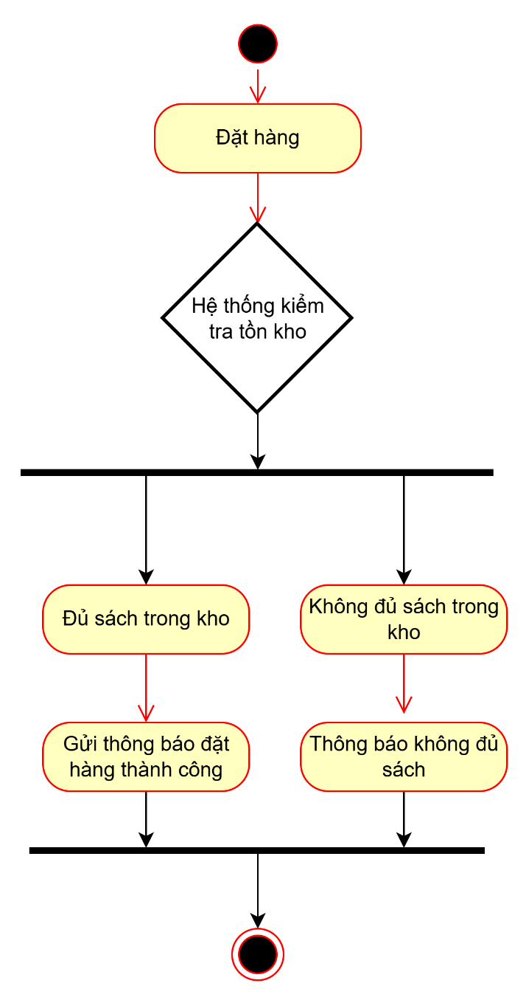 Đặt hàng
Hệ thống kiểm
tra tồn kho
Đủ sách trong kho
Không đủ sách trong
kho
Gửi thông báo đặt
hàng thành công
Thông báo không đủ
sách